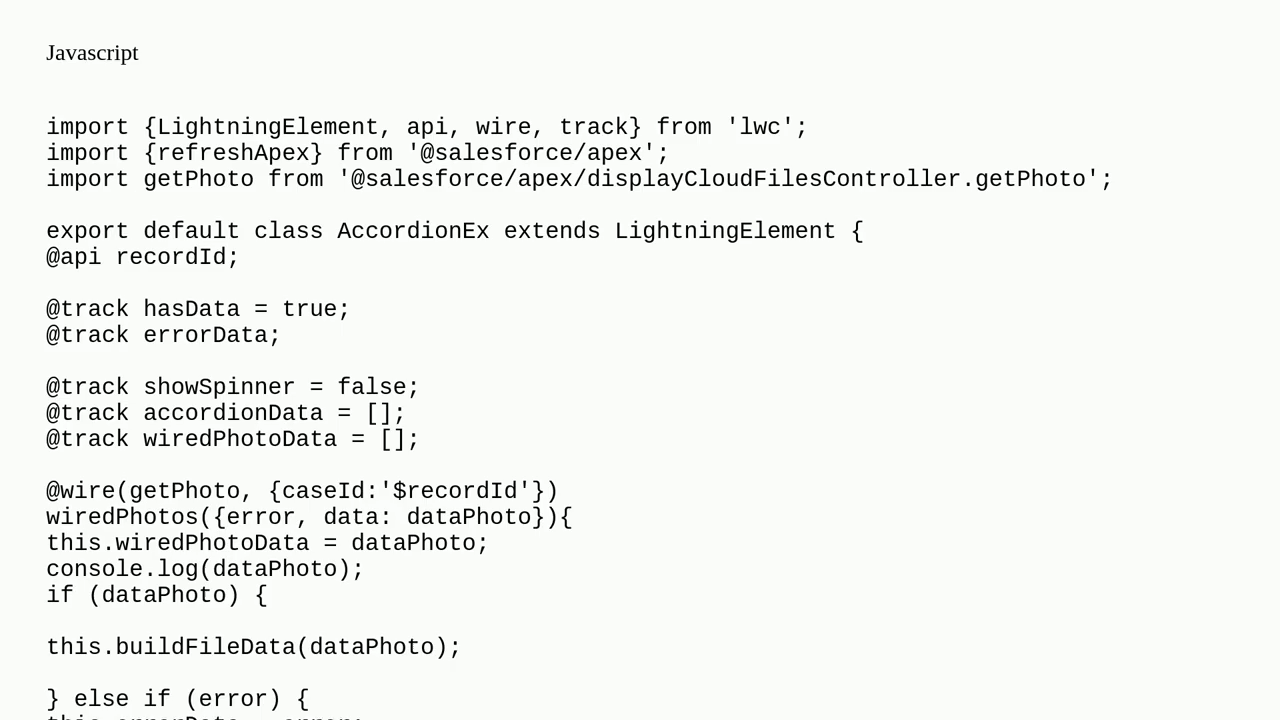 Javascript
import {LightningElement, api, wire, track} from 'lwc';
import {refreshApex} from '@salesforce/apex';
import getPhoto from '@salesforce/apex/displayCloudFilesController.getPhoto';
export default class AccordionEx extends LightningElement {
@api recordId;
@track hasData = true;
@track errorData;
@track showSpinner = false;
@track accordionData = [];
@track wiredPhotoData = [];
@wire(getPhoto, {caseId:'$recordId'})
wiredPhotos({error, data: dataPhoto}){
this.wiredPhotoData = dataPhoto;
console.log(dataPhoto);
if (dataPhoto) {
this.buildFileData(dataPhoto);
} else if (error) {
this.errorData = error;